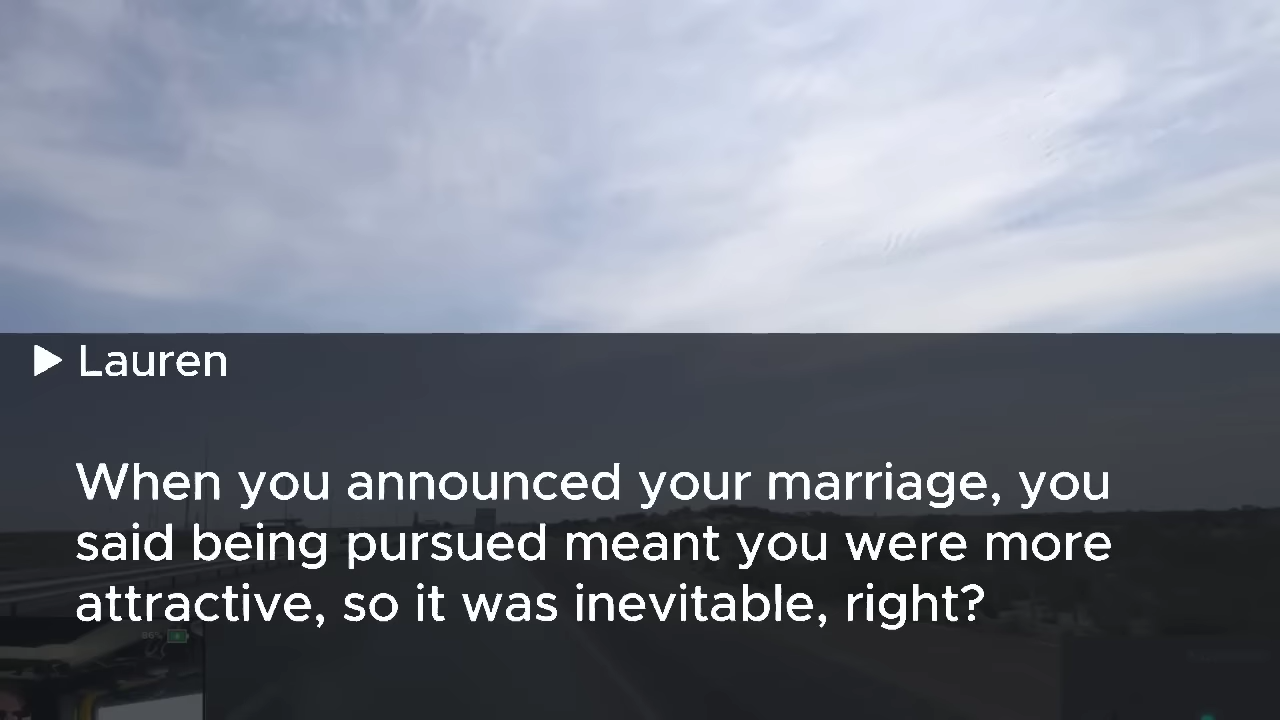 Lauren
When you announced your marriage, you
said being pursued meant you were more
attractive, so it was inevitable, right?
86%